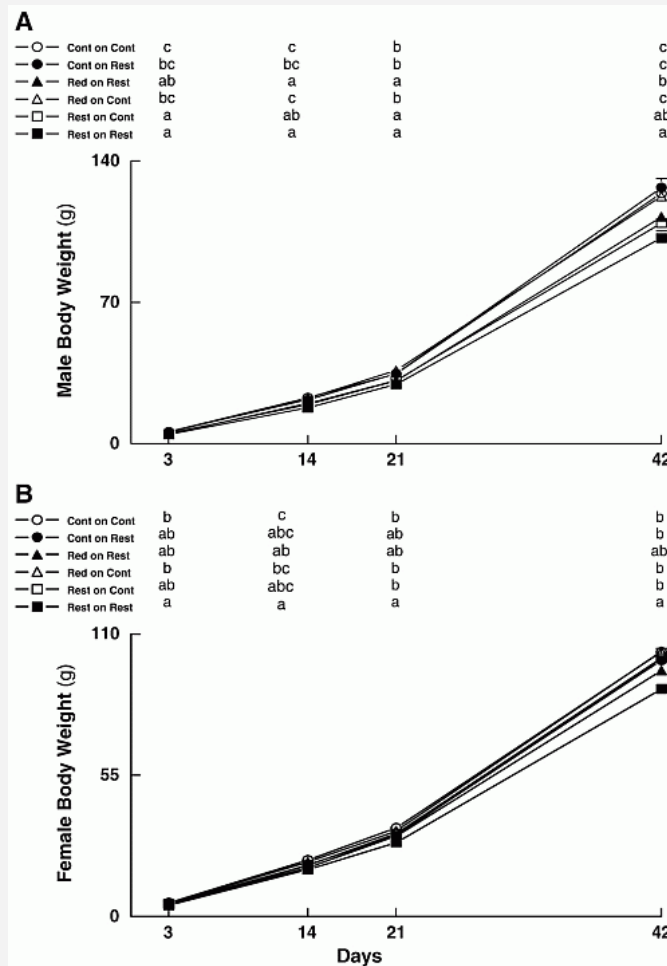 A
Cont on Cont c c b c
Cont on Rest bc bc b c
Red on Rest ab a a b
Red on Cont bc c b c
Rest on Cont a ab a ab
Rest on Rest a a a a
140
Male Body Weight (g)
70
0
3 14 21 42
B
Cont on Cont b c b b
Cont on Rest ab abc ab b
Red on Rest ab ab ab ab
Red on Cont b bc b b
Rest on Cont ab abc b b
Rest on Rest a a a a
110
Female Body Weight (g)
55
0
3 14 21 42
Days